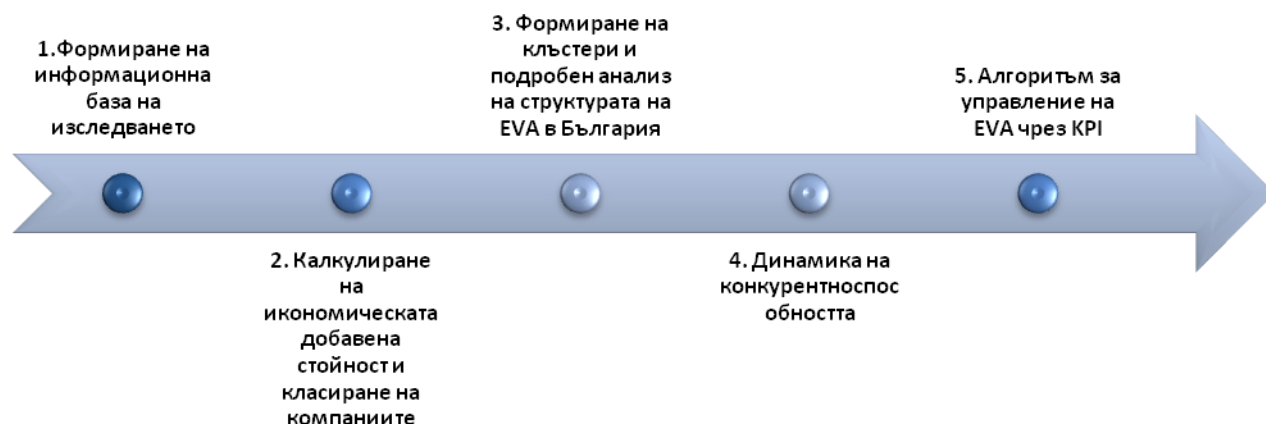 1.Формиране на
информационна
база на
изследването
2. Калкулиране
на
икономическата
добавена
стойност и
класиране на
компаниите
3. Формиране на
клъстери и
подробен анализ
на структурата на
EVA в България
4. Динамика на
конкурентноспос
обността
5. Алгоритъм за
управление на
EVA чрез KPI